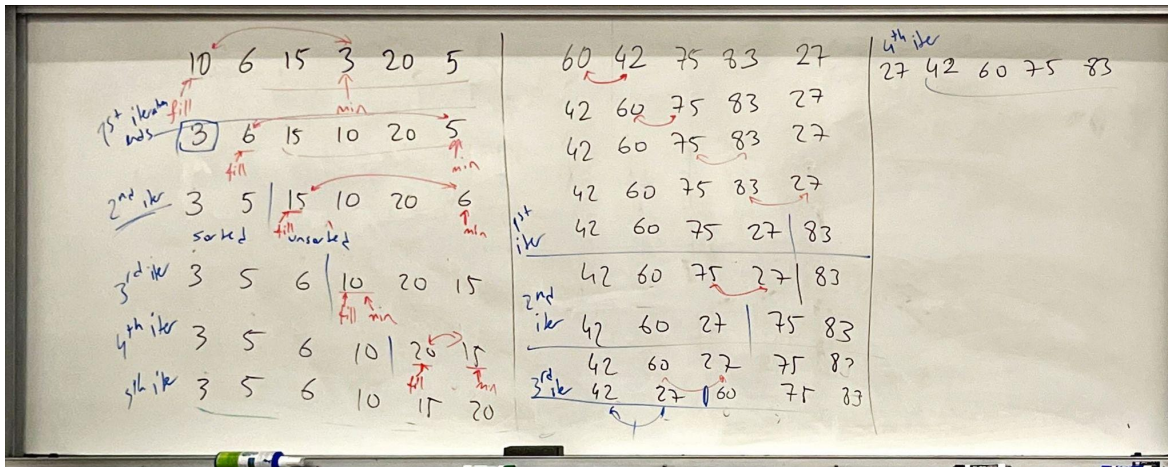 10 6 15 3 20 5
fill min
1st iteration ends 3 6 15 10 20 5
fill min
2nd iter 3 5 | 15 10 20 6
sorted fill unsorted min
3rd iter 3 5 6 | 10 20 15
fill min
4th iter 3 5 6 10 | 20 15
fill min
5th iter 3 5 6 10 15 20
60 42 75 83 27
42 60 75 83 27
42 60 75 83 27
42 60 75 83 27
1st iter 42 60 75 27 | 83
42 60 75 27 | 83
2nd iter 42 60 27 | 75 83
42 60 27 75 83
3rd iter 42 27 | 60 75 83
4th iter
27 42 60 75 83